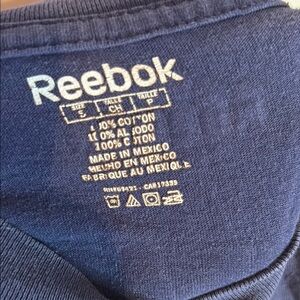 Reebok
SIZE TALLE TAILLE
S CH P
100% COTTON
100% ALGODO
100% COTON
MADE IN MEXICO
HECHO EN MEXICO
FABRIQUE AU MEXIQUE